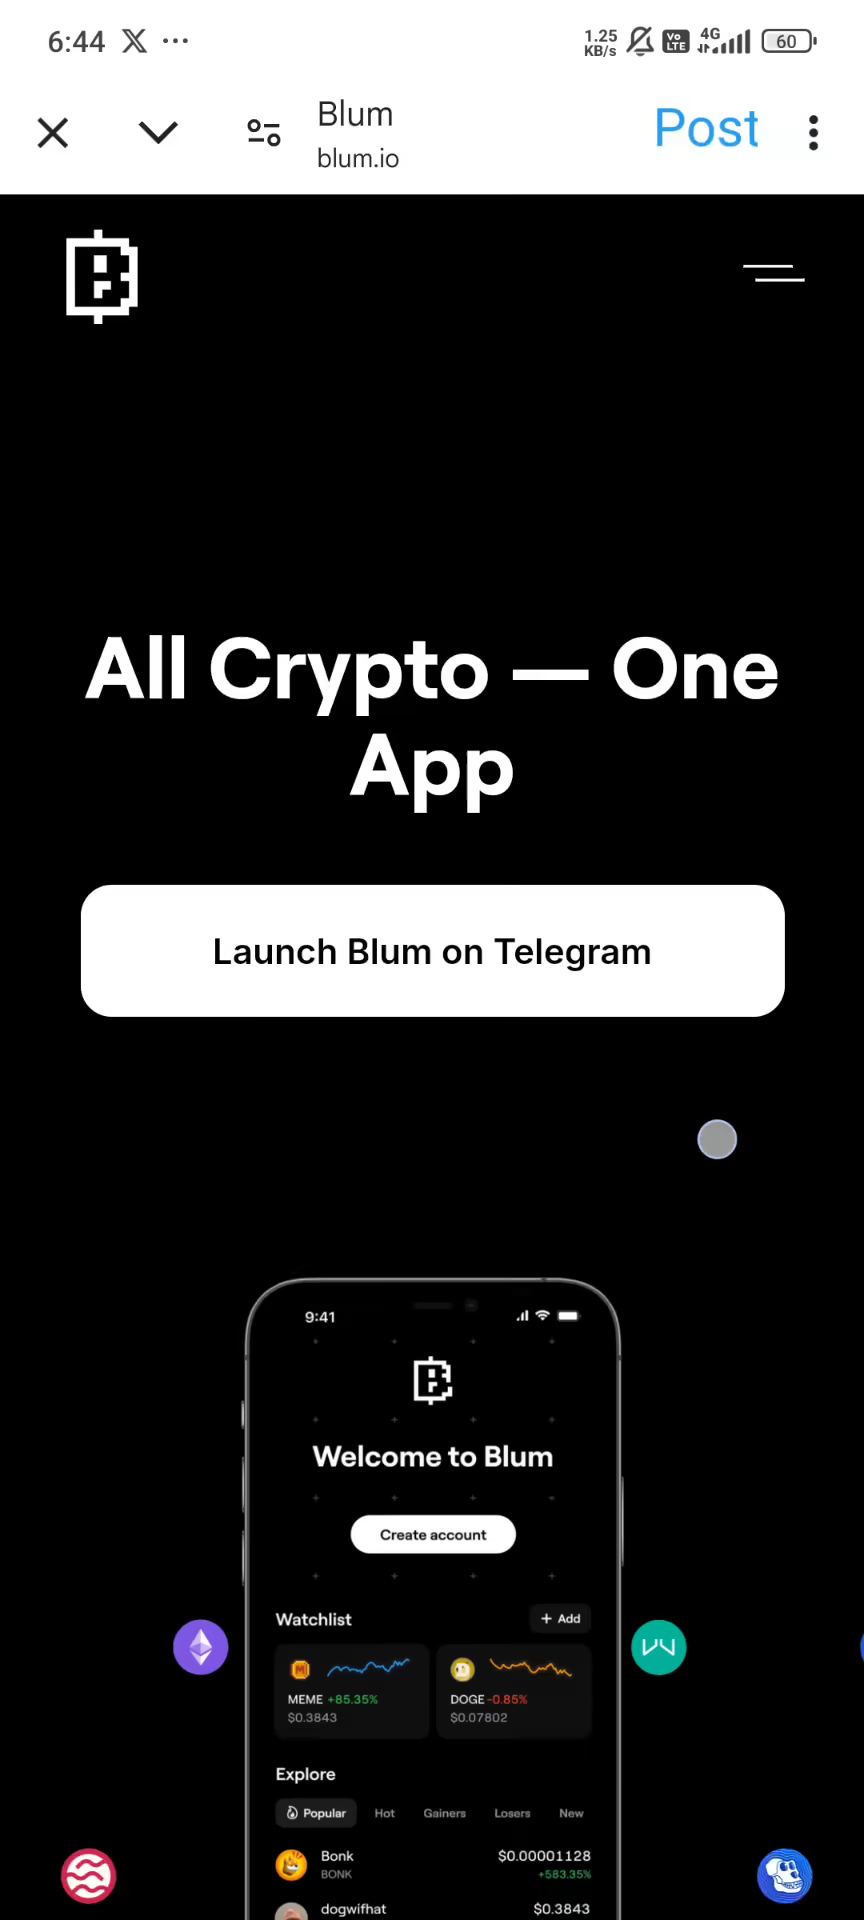 6:44
1.25
KB/s
Vo
LTE
4G
60
Blum
blum.io
Post
All Crypto — One
App
Launch Blum on Telegram
9:41
Welcome to Blum
Create account
Watchlist
+ Add
MEME +85.35%
$0.3843
DOGE -0.85%
$0.07802
Explore
Popular Hot Gainers Losers New
Bonk $0.00001128
BONK +583.35%
dogwifhat $0.3843